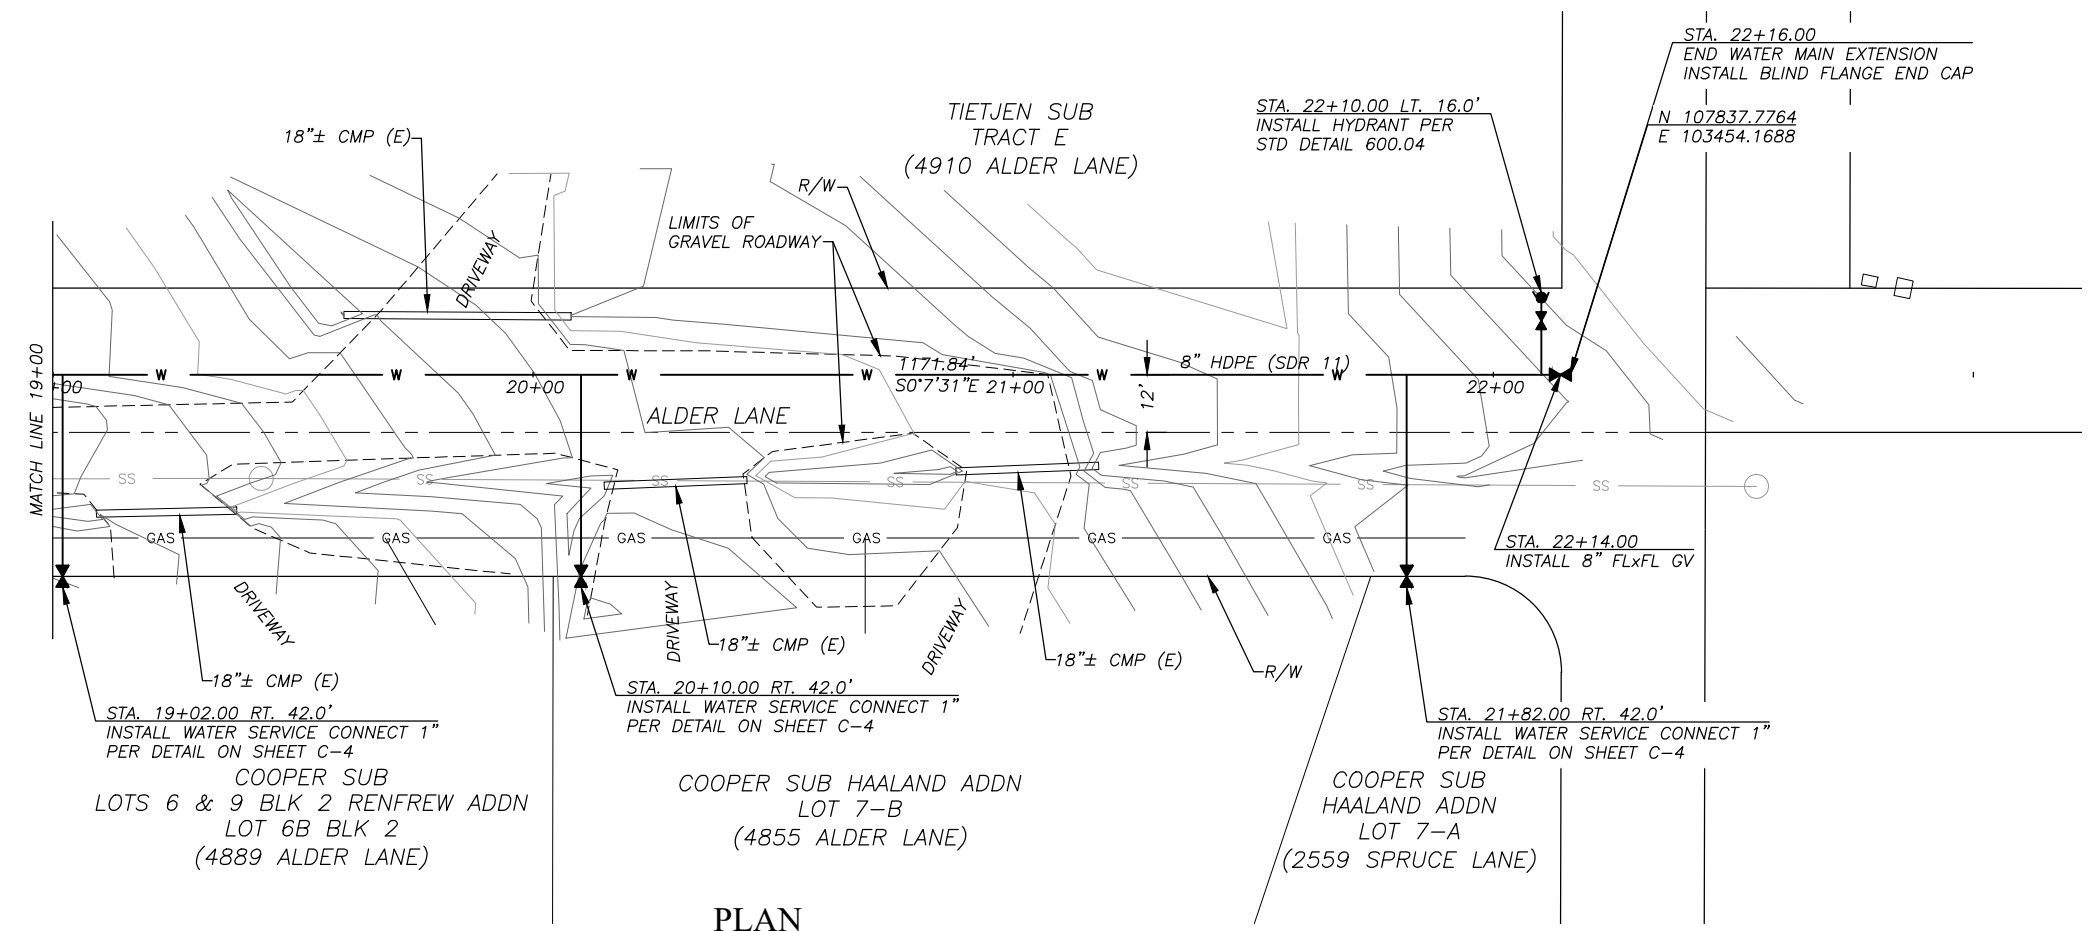 STA. 22+16.00
END WATER MAIN EXTENSION
INSTALL BLIND FLANGE END CAP
N 107837.7764
E 103454.1688
STA. 22+10.00 LT. 16.0'
INSTALL HYDRANT PER
STD DETAIL 600.04
TIETJEN SUB
TRACT E
(4910 ALDER LANE)
18"± CMP (E)
R/W
LIMITS OF
GRAVEL ROADWAY
DRIVEWAY
MATCH LINE 19+00
+00
W
W
W
W
W
W
20+00
1171.84'
S0°7'31"E
21+00
8" HDPE (SDR 11)
22+00
12'
ALDER LANE
SS
SS
SS
SS
SS
SS
SS
GAS
GAS
GAS
GAS
GAS
GAS
STA. 22+14.00
INSTALL 8" FLxFL GV
DRIVEWAY
DRIVEWAY
DRIVEWAY
18"± CMP (E)
18"± CMP (E)
18"± CMP (E)
R/W
STA. 19+02.00 RT. 42.0'
INSTALL WATER SERVICE CONNECT 1"
PER DETAIL ON SHEET C-4
STA. 20+10.00 RT. 42.0'
INSTALL WATER SERVICE CONNECT 1"
PER DETAIL ON SHEET C-4
STA. 21+82.00 RT. 42.0'
INSTALL WATER SERVICE CONNECT 1"
PER DETAIL ON SHEET C-4
COOPER SUB
LOTS 6 & 9 BLK 2 RENFREW ADDN
LOT 6B BLK 2
(4889 ALDER LANE)
COOPER SUB HAALAND ADDN
LOT 7-B
(4855 ALDER LANE)
COOPER SUB
HAALAND ADDN
LOT 7-A
(2559 SPRUCE LANE)
PLAN